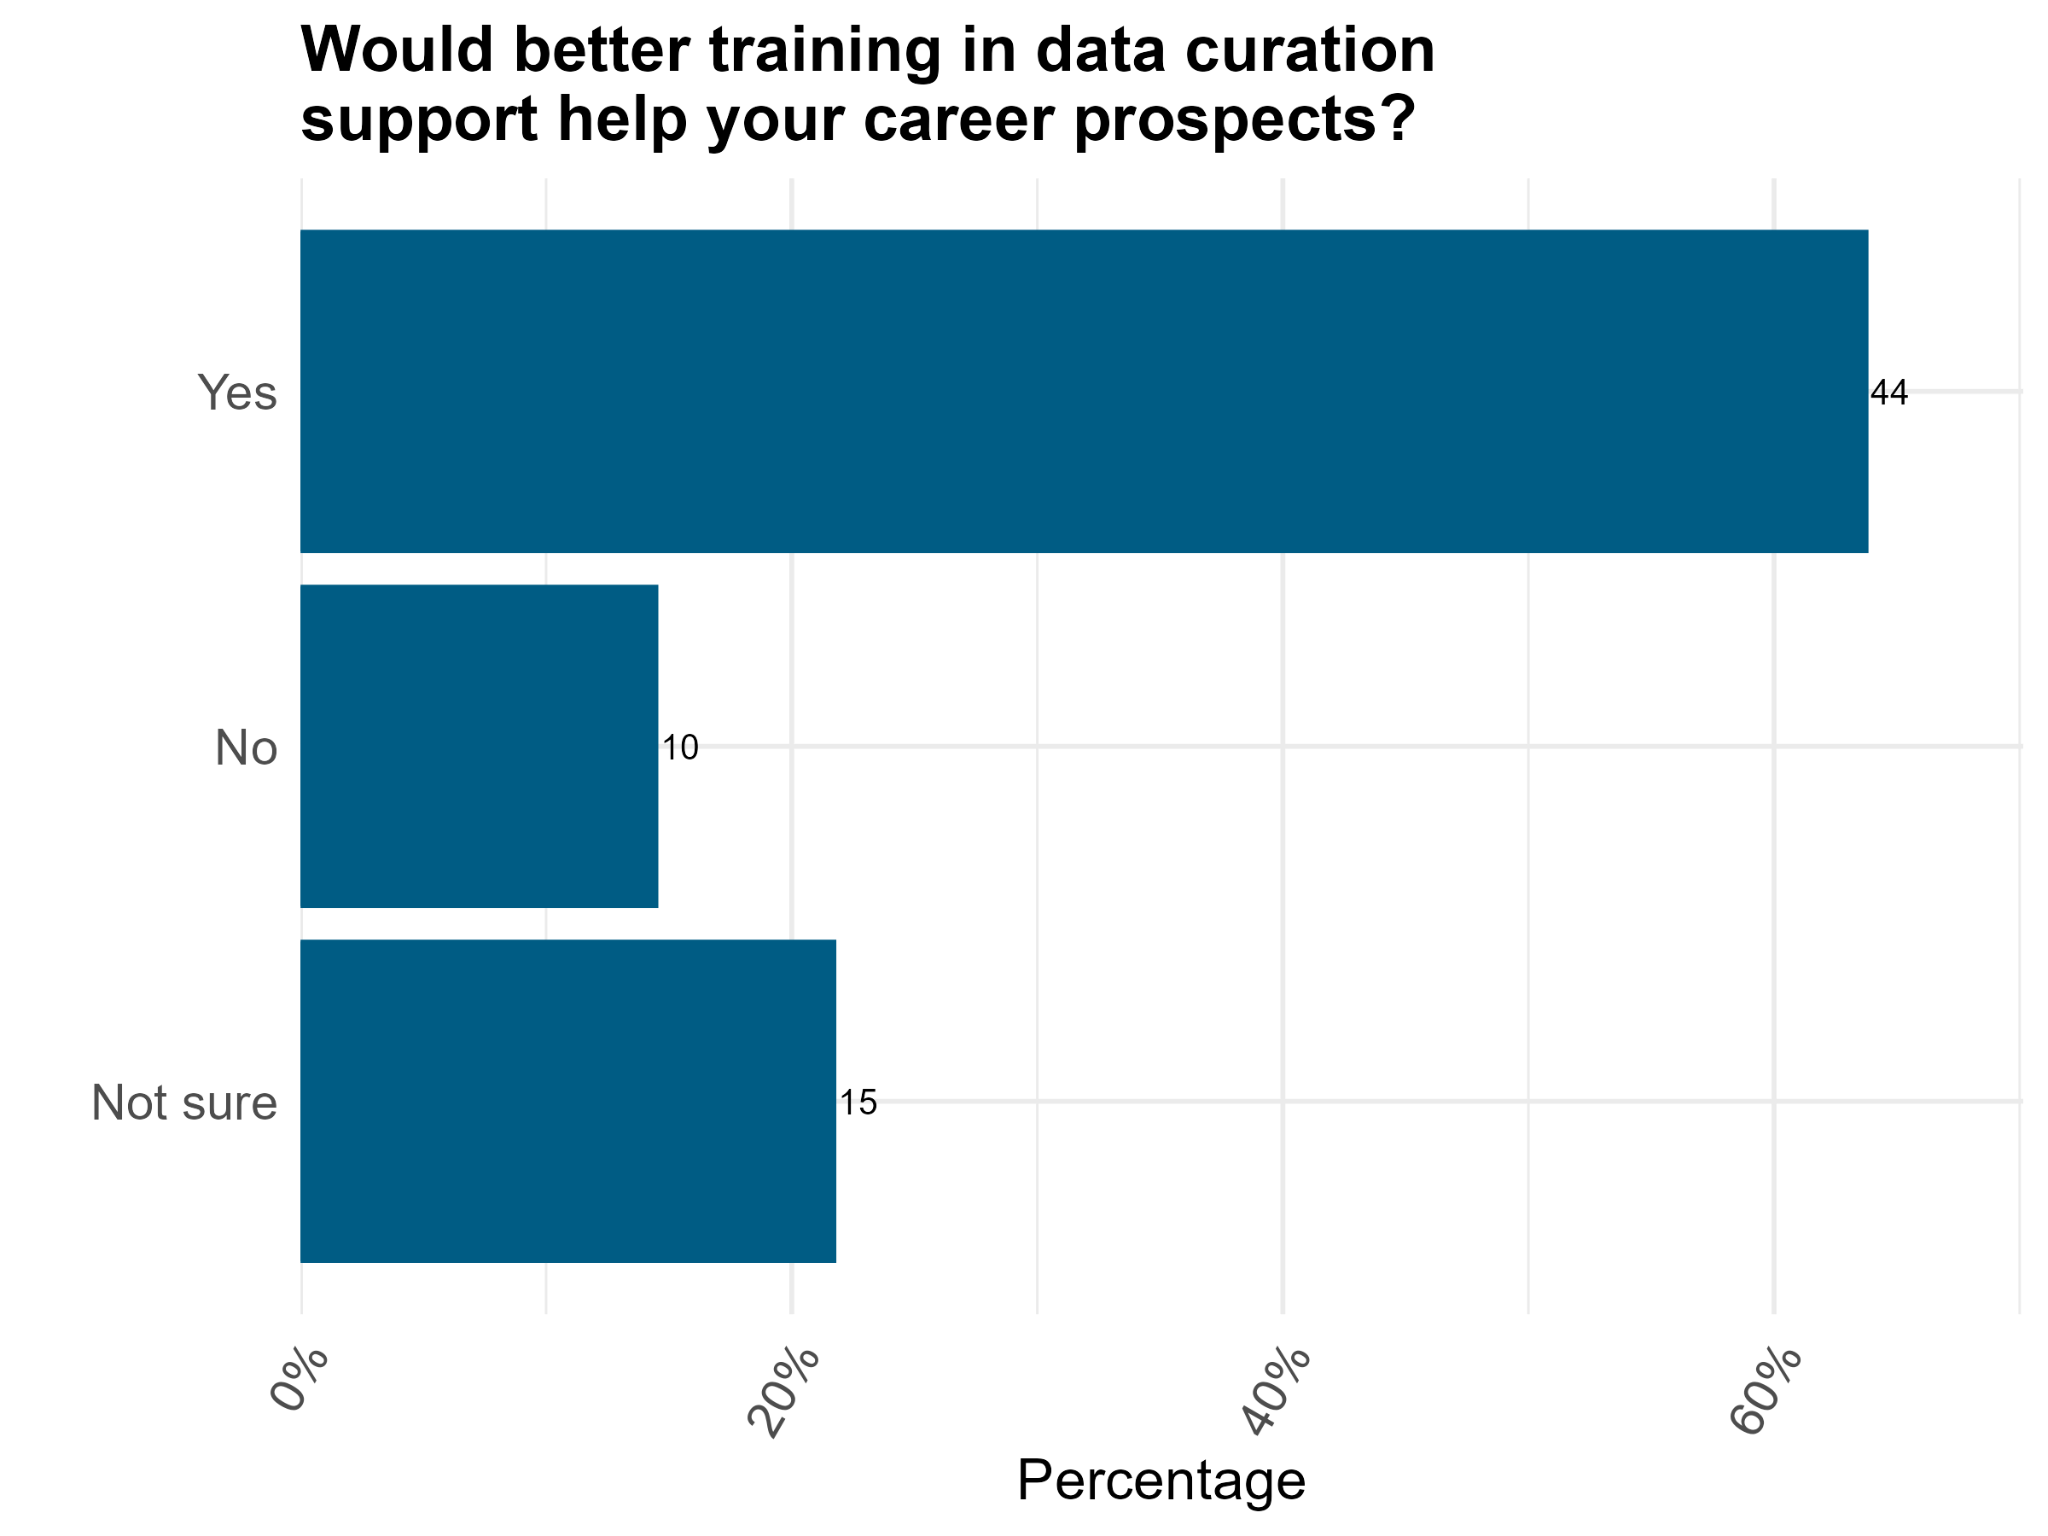 Would better training in data curation
support help your career prospects?
Yes
44
No
10
Not sure
15
0%
20%
40%
60%
Percentage